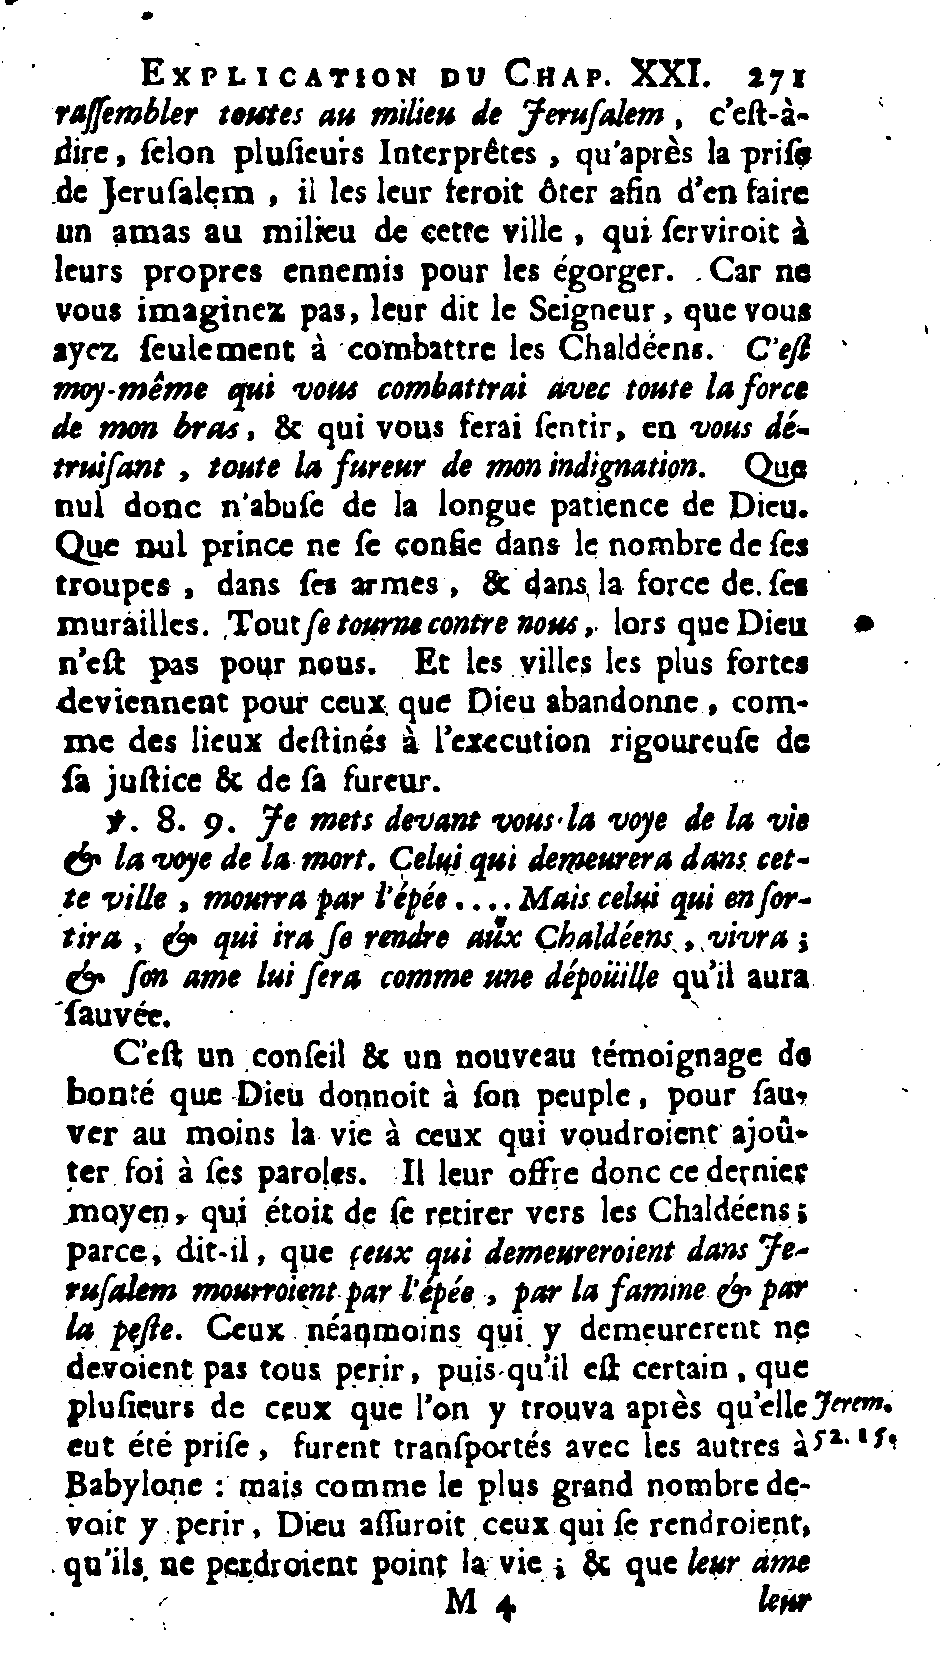 EXPLICATION DU CHAP. XXI. 271
raſſembler toutes au milieu de Jeruſalem, c'eſt-à-
dire, ſelon pluſieurs Interprêtes, qu'après la priſe
de Jeruſalem, il les leur feroit ôter afin d'en faire
un amas au milieu de cette ville, qui ſerviroit à
leurs propres ennemis pour les égorger. Car ne
vous imaginez pas, leur dit le Seigneur, que vous
ayez ſeulement à combattre les Chaldéens. C'eſt
moy-même qui vous combattrai avec toute la force
de mon bras, & qui vous ferai ſentir, en vous dé-
truiſant, toute la fureur de mon indignation. Que
nul donc n'abuſe de la longue patience de Dieu.
Que nul prince ne ſe confie dans le nombre de ſes
troupes, dans ſes armes, & dans la force de ſes
murailles. Tout ſe tourne contre nous, lors que Dieu
n'eſt pas pour nous. Et les villes les plus fortes
deviennent pour ceux que Dieu abandonne, com-
me des lieux deſtinés à l'execution rigoureuſe de
ſa juſtice & de ſa fureur.
℣. 8. 9. Je mets devant vous la voye de la vie
& la voye de la mort. Celui qui demeurera dans cet-
te ville, mourra par l'épée.... Mais celui qui en ſor-
tira, & qui ira ſe rendre aux Chaldéens, vivra;
& ſon ame lui ſera comme une dépoüille qu'il aura
ſauvée.
C'eſt un conſeil & un nouveau témoignage de
bonté que Dieu donnoit à ſon peuple, pour ſau-
ver au moins la vie à ceux qui voudroient ajoû-
ter foi à ſes paroles. Il leur offre donc ce dernier
moyen, qui étoit de ſe retirer vers les Chaldéens;
parce, dit-il, que ceux qui demeureroient dans Je-
ruſalem mourroient par l'épée, par la famine & par
la peſte. Ceux néanmoins qui y demeurerent ne
devoient pas tous perir, puis-qu'il eſt certain, que
pluſieurs de ceux que l'on y trouva après qu'elle Jerem.
eut été priſe, furent tranſportés avec les autres à 52. 15.
Babylone : mais comme le plus grand nombre de-
voit y perir, Dieu aſſuroit ceux qui ſe rendroient,
qu'ils ne perdroient point la vie; & que leur ame
M 4 leur